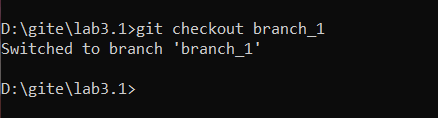 D:\gite\lab3.1>git checkout branch_1
Switched to branch 'branch_1'
D:\gite\lab3.1>